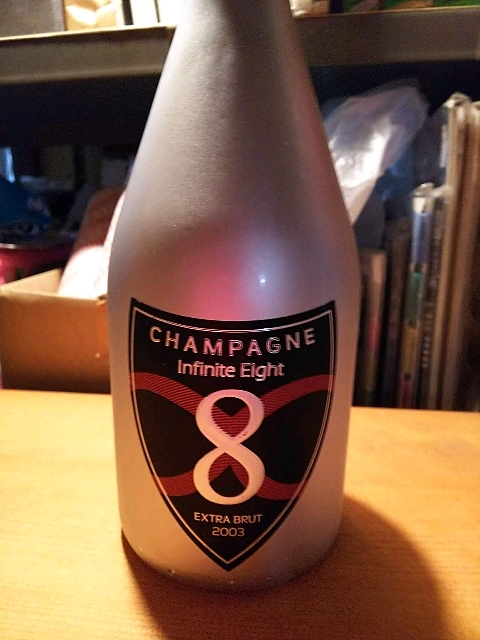 CHAMPAGNE
Infinite Eight
8
EXTRA BRUT
2003